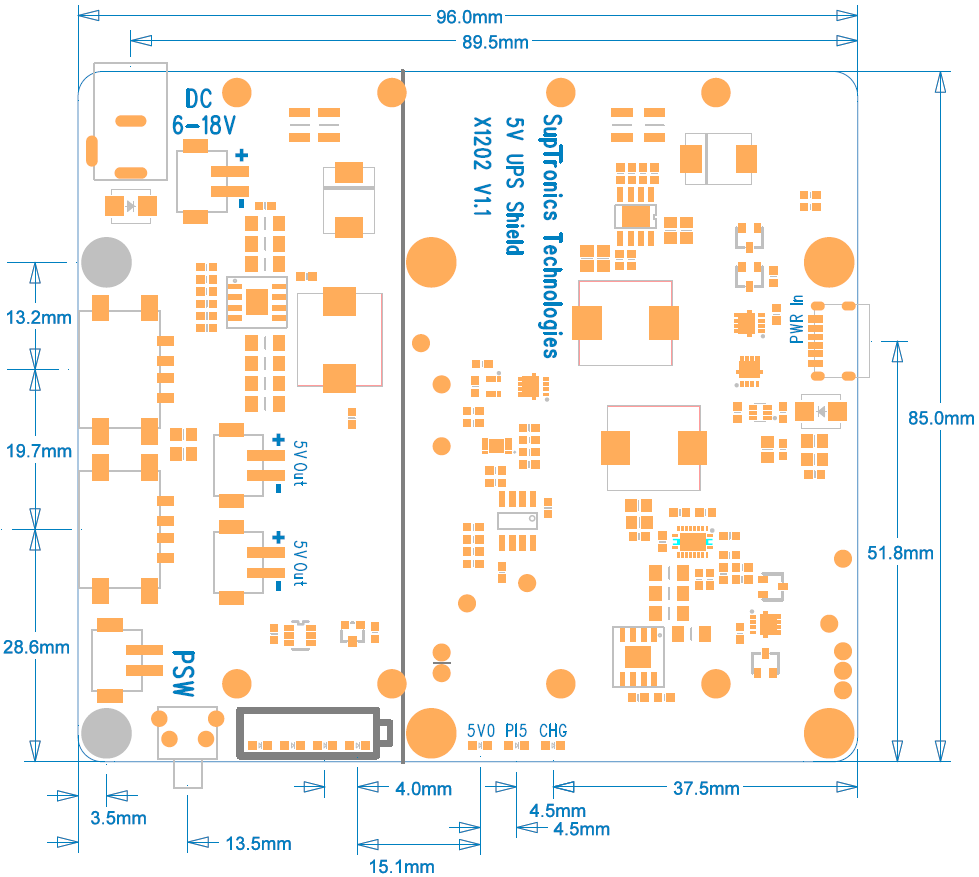 96.0mm
89.5mm
DC
6-18V
+
-
SupTronics Technologies
5V UPS Shield
X1202 V1.1
PWR In
13.2mm
19.7mm
28.6mm
85.0mm
51.8mm
+
5V Out
-
+
5V Out
-
PSW
5V0 PI5 CHG
4.0mm
37.5mm
3.5mm
4.5mm
4.5mm
13.5mm
15.1mm